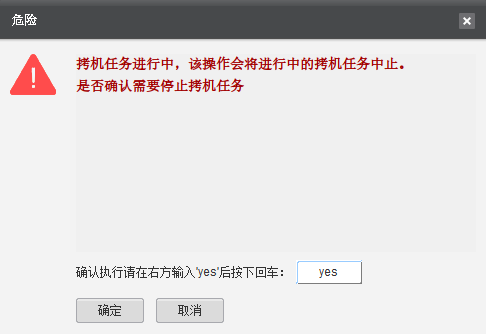 危险
拷机任务进行中，该操作会将进行中的拷机任务中止。
是否确认需要停止拷机任务
确认执行请在右方输入'yes'后按下回车： yes
确定 取消